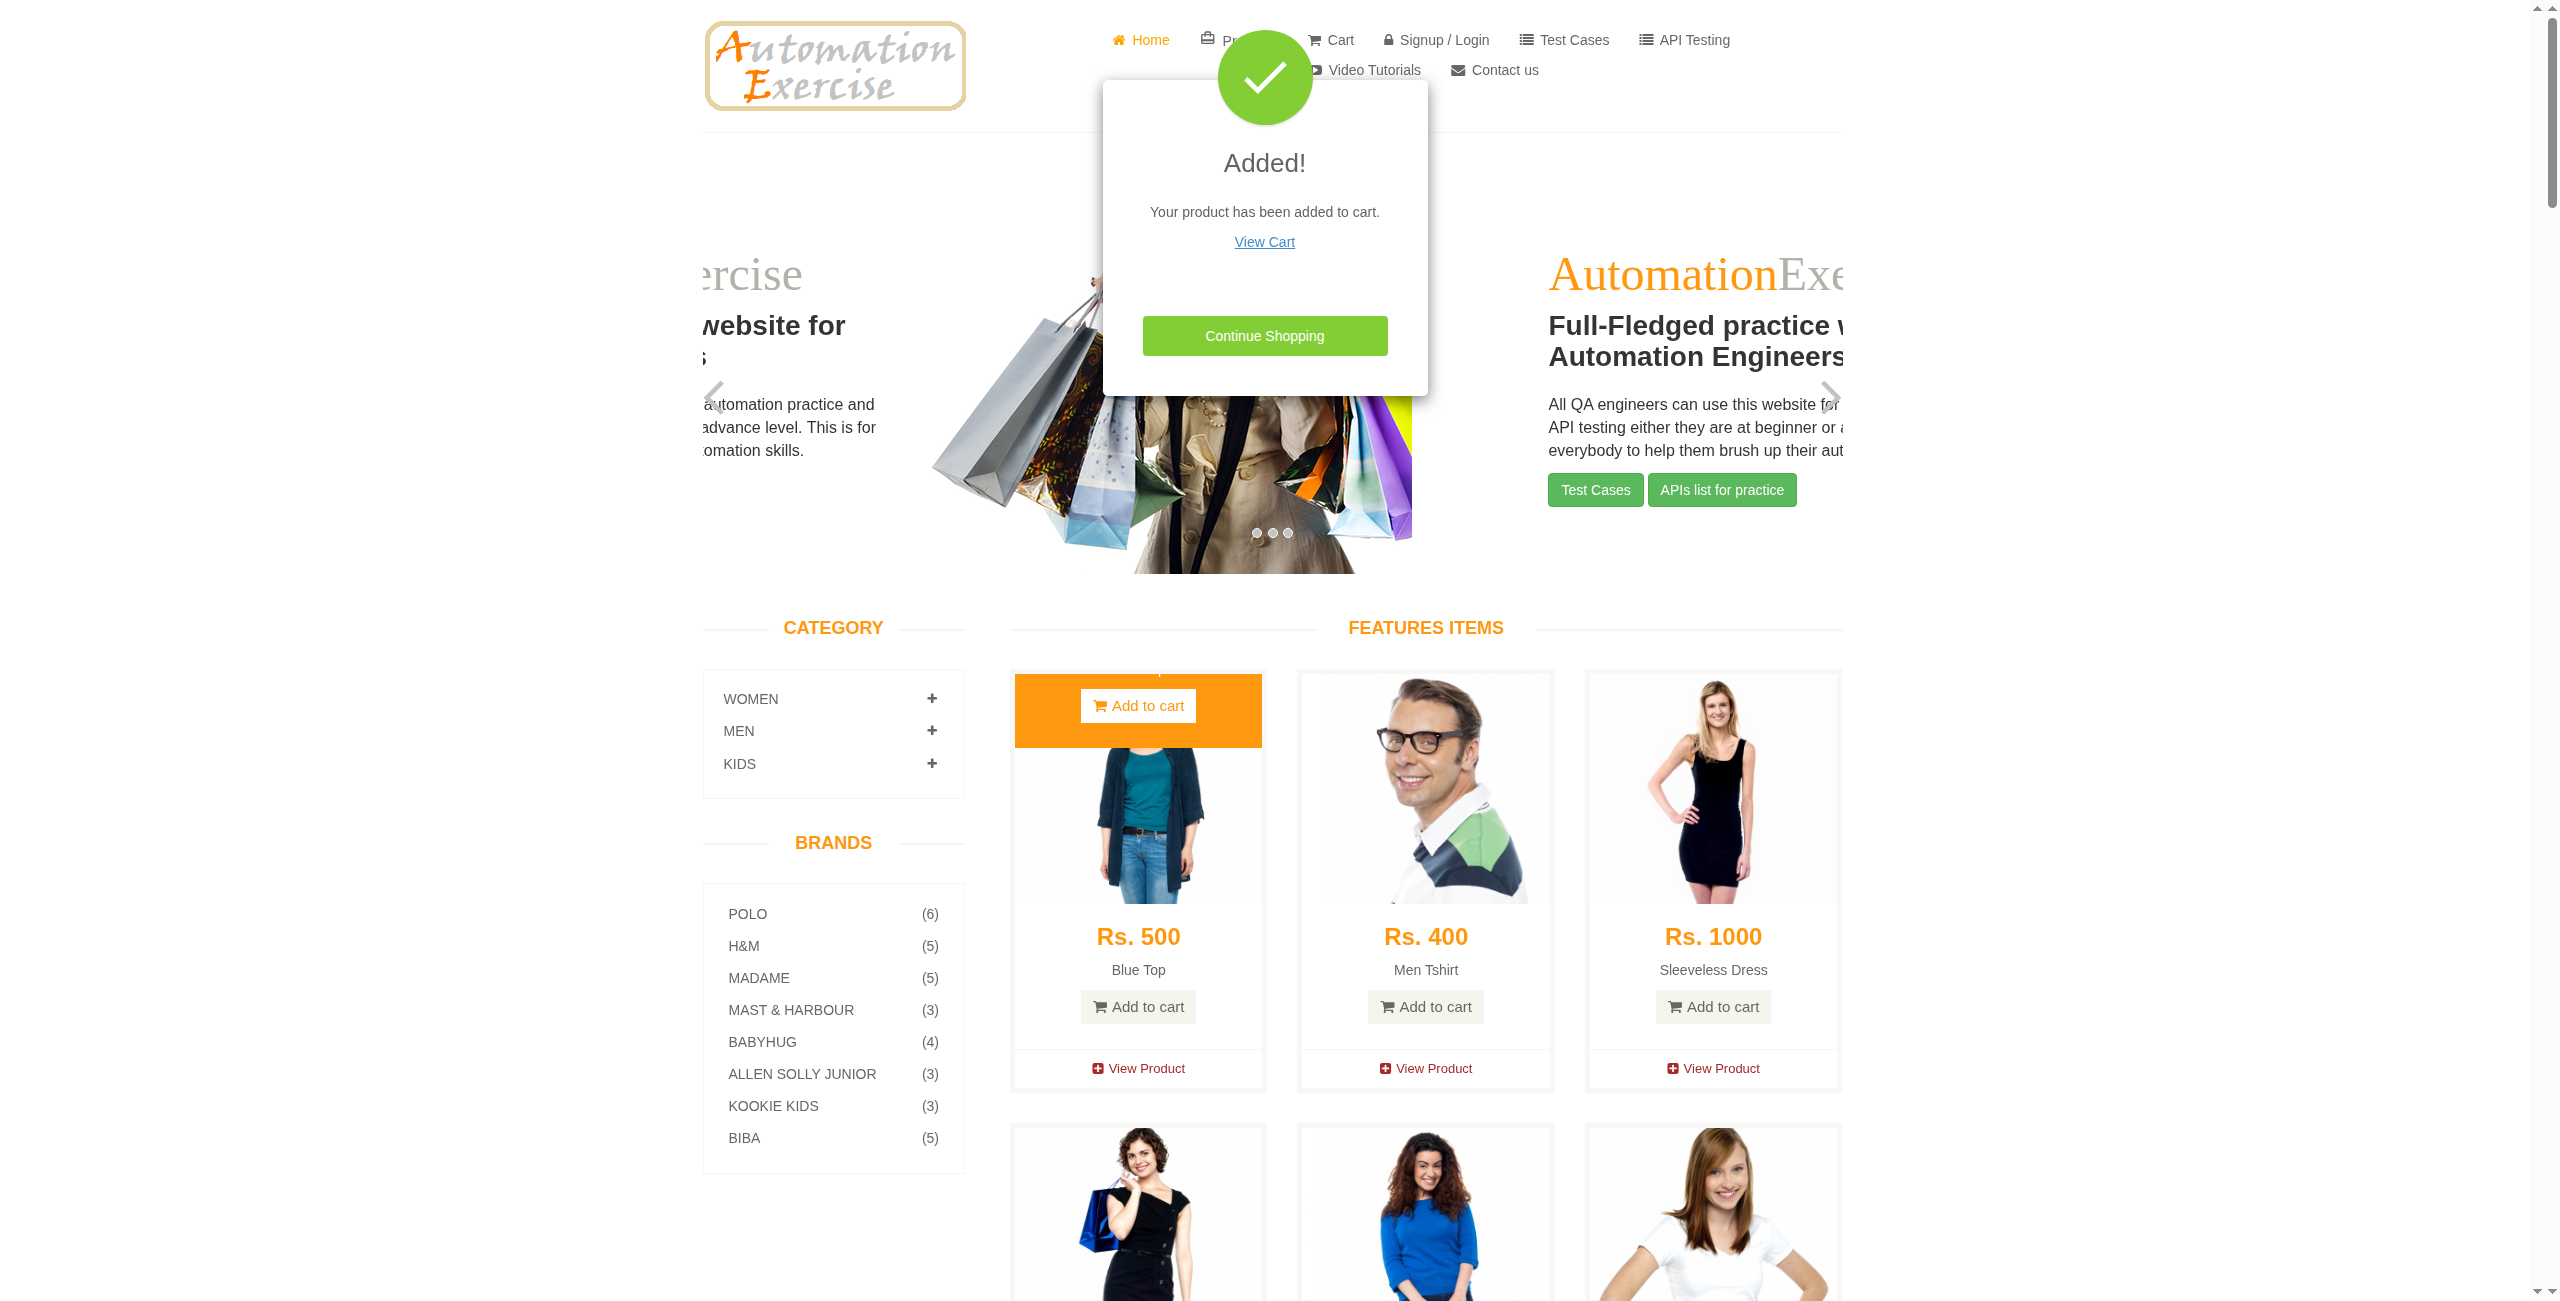 Automation
Exercise
Home
Cart
Signup / Login
Test Cases
API Testing
Video Tutorials
Contact us
Added!
Your product has been added to cart.
View Cart
Continue Shopping
ercise
website for
automation practice and
advance level. This is for
omation skills.
AutomationExe
Full-Fledged practice w
Automation Engineers
All QA engineers can use this website for
API testing either they are at beginner or a
everybody to help them brush up their aut
Test Cases
APIs list for practice
CATEGORY
WOMEN
MEN
KIDS
BRANDS
POLO (6)
H&M (5)
MADAME (5)
MAST & HARBOUR (3)
BABYHUG (4)
ALLEN SOLLY JUNIOR (3)
KOOKIE KIDS (3)
BIBA (5)
FEATURES ITEMS
Add to cart
Rs. 500
Blue Top
Add to cart
View Product
Rs. 400
Men Tshirt
Add to cart
View Product
Rs. 1000
Sleeveless Dress
Add to cart
View Product